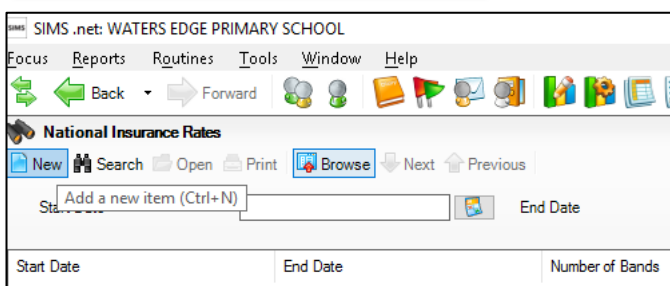 SIMS SIMS .net: WATERS EDGE PRIMARY SCHOOL
Focus Reports Routines Tools Window Help
Back Forward
National Insurance Rates
New Search Open Print Browse Next Previous
Add a new item (Ctrl+N)
End Date
Start Date End Date Number of Bands